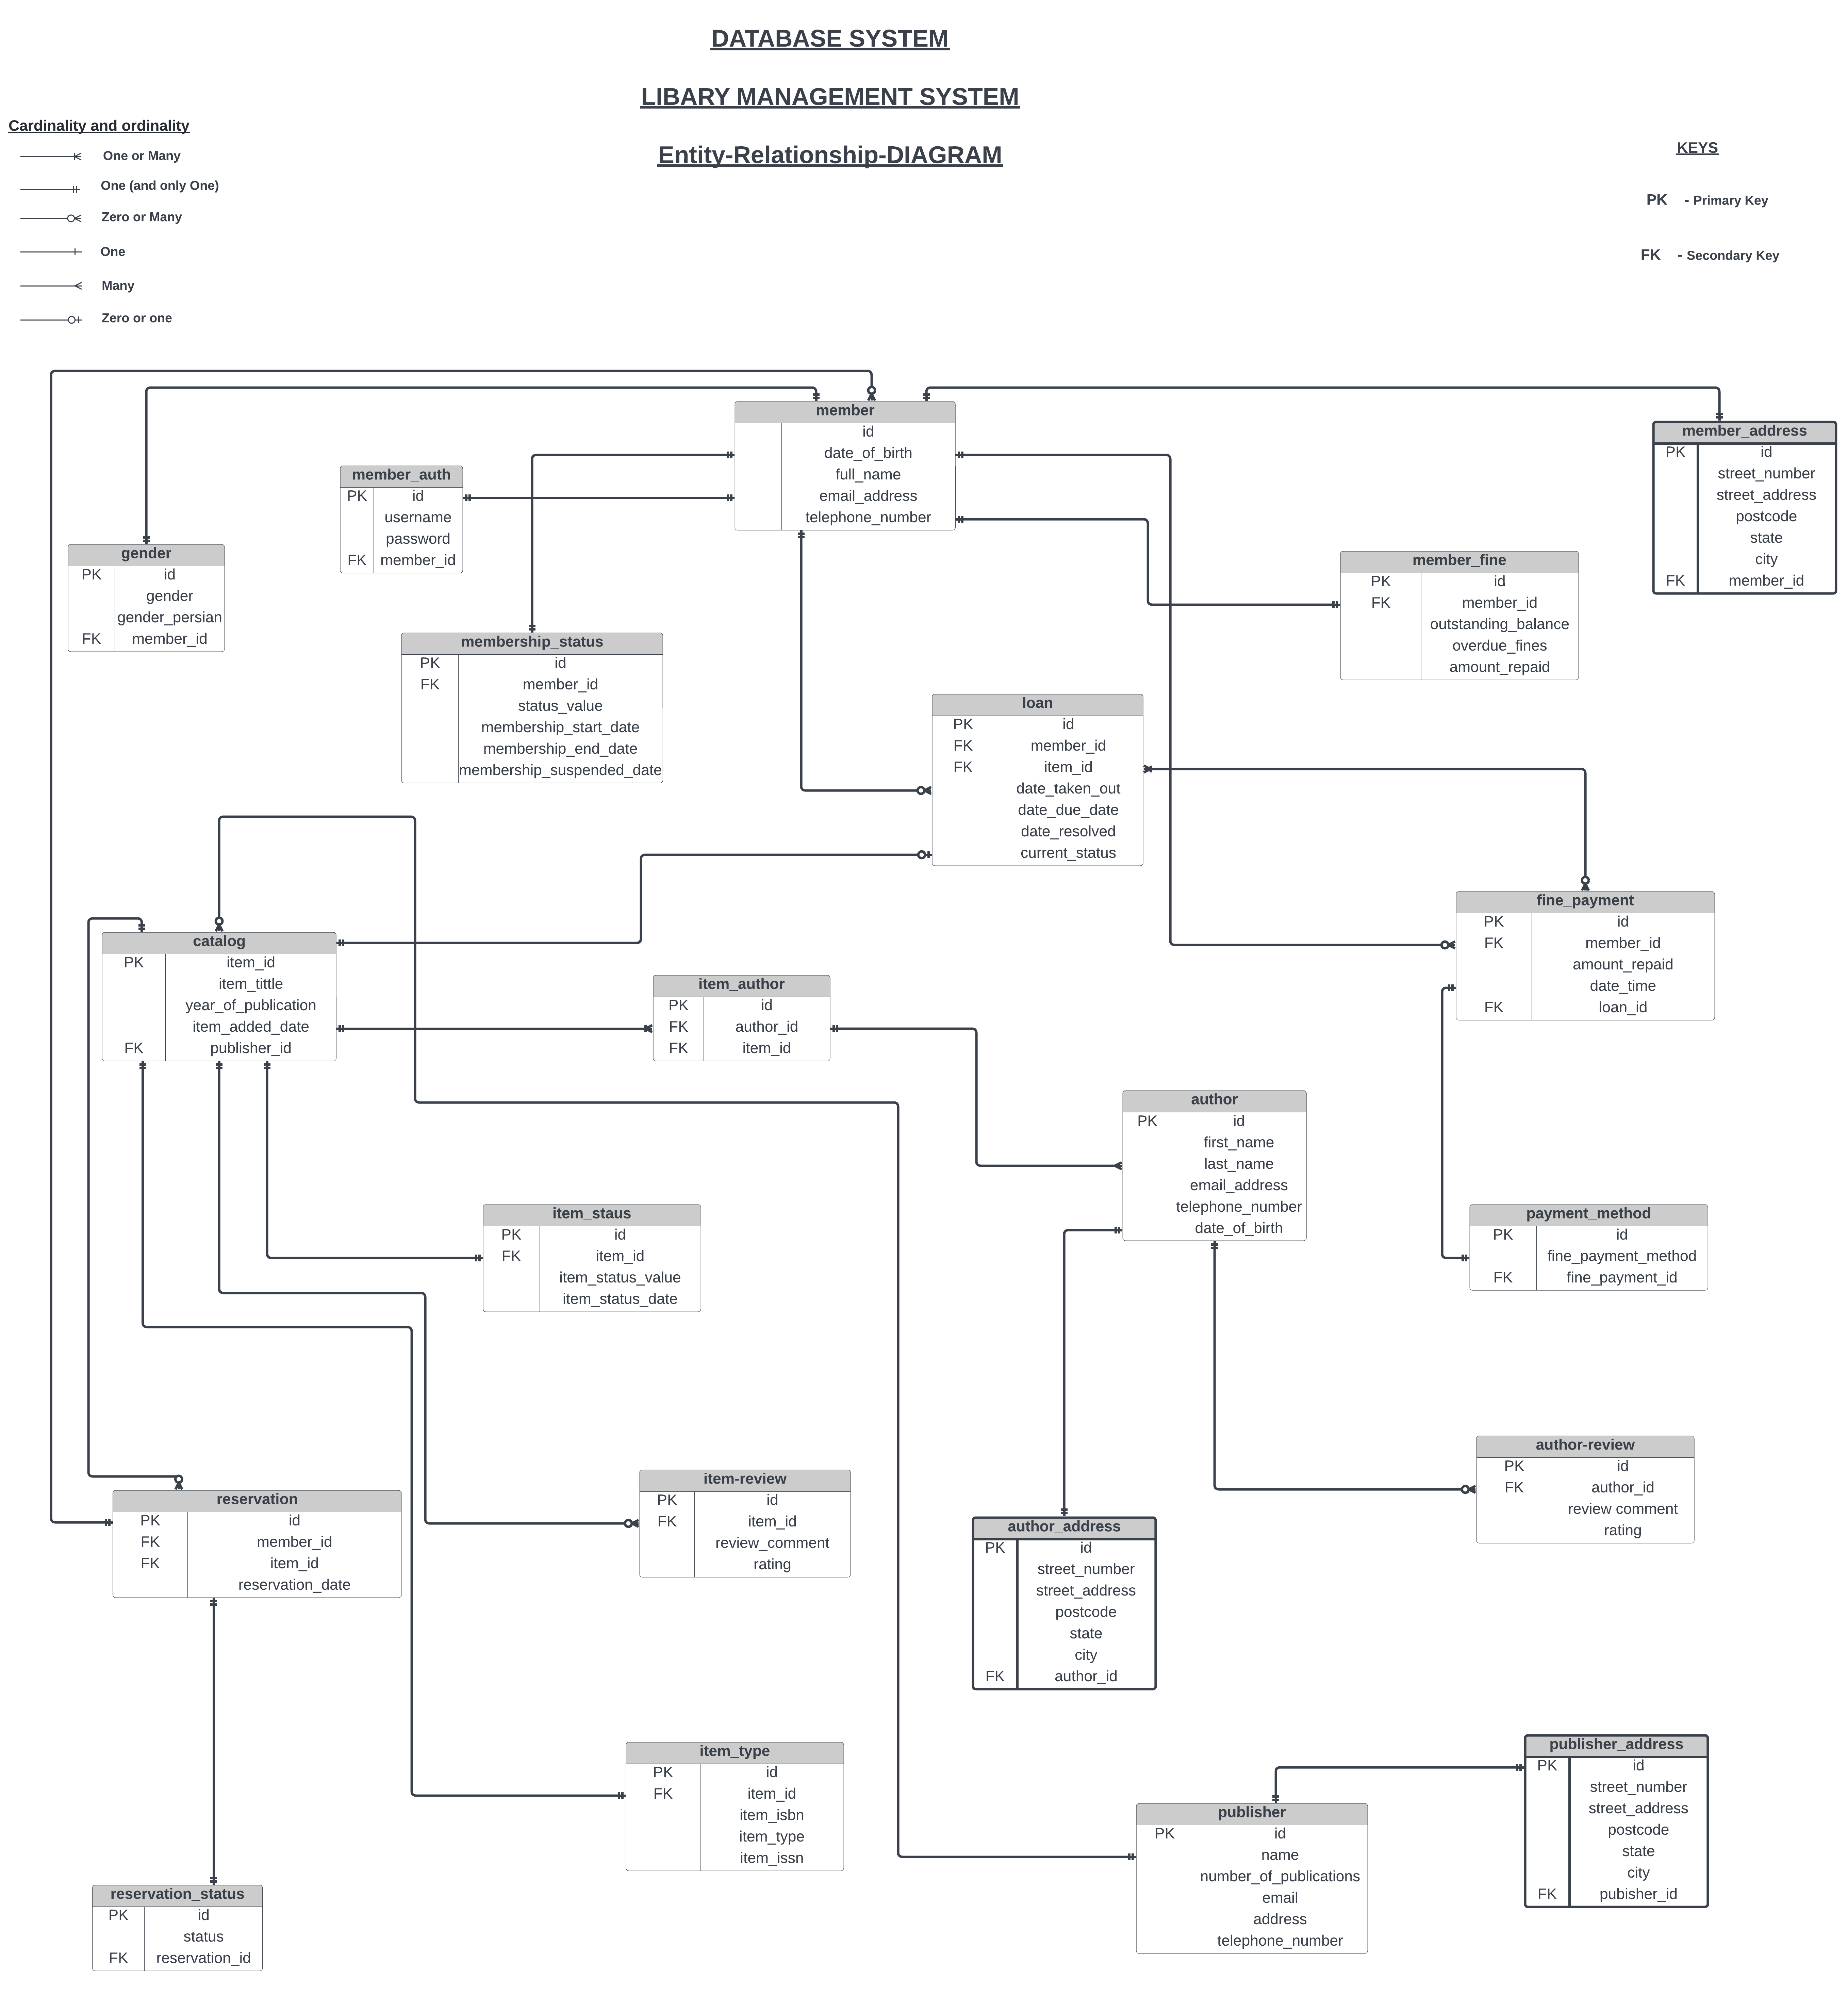 DATABASE SYSTEM
LIBARY MANAGEMENT SYSTEM
Entity-Relationship-DIAGRAM
Cardinality and ordinality
One or Many
One (and only One)
Zero or Many
One
Many
Zero or one
KEYS
PK - Primary Key
FK - Secondary Key
member
id
date_of_birth
full_name
email_address
telephone_number
member_address
PK id
street_number
street_address
postcode
state
city
FK member_id
member_auth
PK id
username
password
FK member_id
gender
PK id
gender
gender_persian
FK member_id
member_fine
PK id
FK member_id
outstanding_balance
overdue_fines
amount_repaid
membership_status
PK id
FK member_id
status_value
membership_start_date
membership_end_date
membership_suspended_date
loan
PK id
FK member_id
FK item_id
date_taken_out
date_due_date
date_resolved
current_status
fine_payment
PK id
FK member_id
amount_repaid
date_time
FK loan_id
catalog
PK item_id
item_tittle
year_of_publication
item_added_date
FK publisher_id
item_author
PK id
FK author_id
FK item_id
author
PK id
first_name
last_name
email_address
telephone_number
date_of_birth
item_staus
PK id
FK item_id
item_status_value
item_status_date
payment_method
PK id
fine_payment_method
FK fine_payment_id
author-review
PK id
FK author_id
review comment
rating
item-review
PK id
FK item_id
review_comment
rating
reservation
PK id
FK member_id
FK item_id
reservation_date
author_address
PK id
street_number
street_address
postcode
state
city
FK author_id
publisher_address
PK id
street_number
street_address
postcode
state
city
FK pubisher_id
item_type
PK id
FK item_id
item_isbn
item_type
item_issn
publisher
PK id
name
number_of_publications
email
address
telephone_number
reservation_status
PK id
status
FK reservation_id